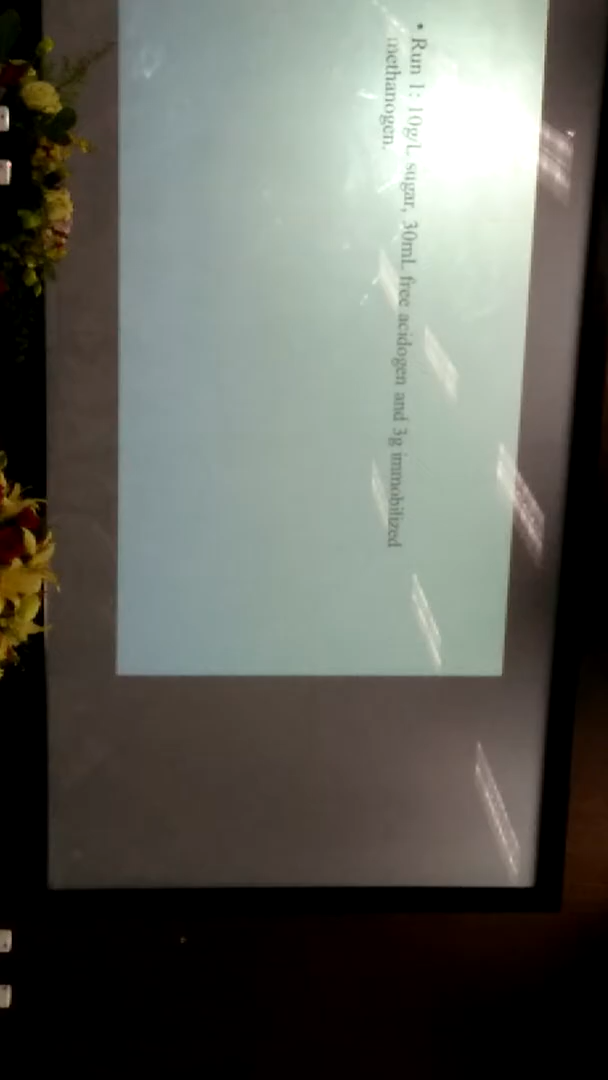 • Run 1: 10g/L sugar, 30mL free acidogen and 3g immobilized
methanogen.